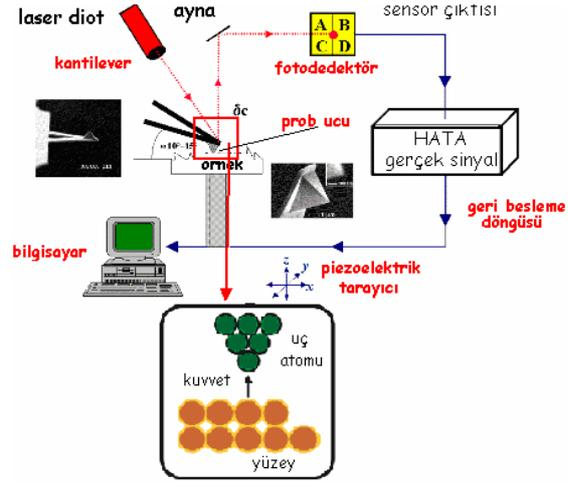 laser diot
ayna
sensor çıktısı
kantilever
A B
C D
fotodedektör
δc
prob ucu
örnek
HATA
gerçek sinyal
geri besleme
döngüsü
bilgisayar
z
y
x
piezoelektrik
tarayıcı
uç
atomu
kuvvet
yüzey